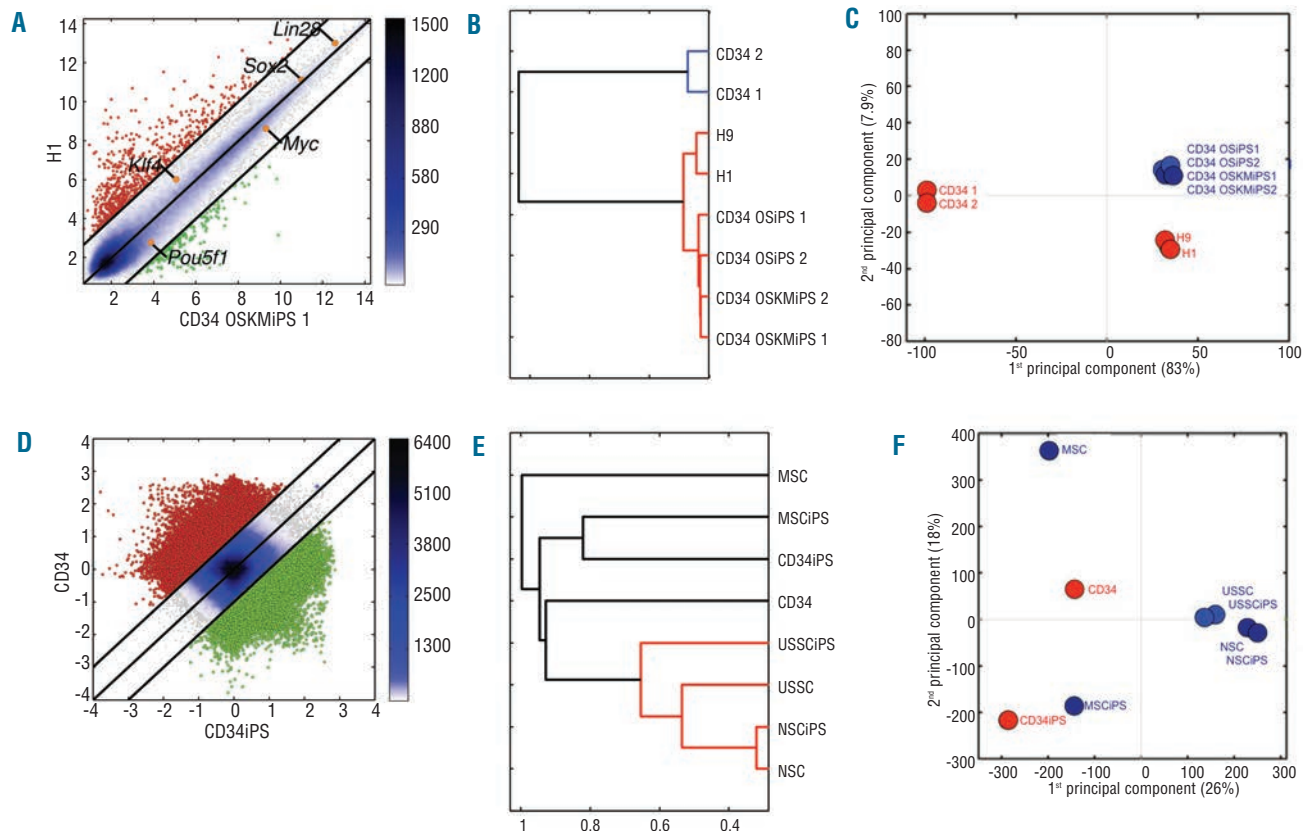 A
14
12
10
8
6
4
2
H1
2 4 6 8 10 12 14
CD34 OSKMiPS 1
Lin28
Sox2
Myc
Klf4
Pou5f1
1500
1200
880
580
290
B
CD34 2
CD34 1
H9
H1
CD34 OSiPS 1
CD34 OSiPS 2
CD34 OSKMiPS 2
CD34 OSKMiPS 1
C
100
80
60
40
20
0
-20
-40
-60
-80
2nd principal component (7.9%)
-100 -50 0 50 100
1st principal component (83%)
CD34 1
CD34 2
CD34 OSiPS1
CD34 OSiPS2
CD34 OSKMiPS1
CD34 OSKMiPS2
H9
H1
D
4
3
2
1
0
-1
-2
-3
-4
CD34
-4 -3 -2 -1 0 1 2 3 4
CD34iPS
6400
5100
3800
2500
1300
E
MSC
MSCiPS
CD34iPS
CD34
USSCiPS
USSC
NSCiPS
NSC
1 0.8 0.6 0.4
F
400
300
200
100
0
-100
-200
-300
2nd principal component (18%)
-300 -200 -100 0 100 200 300
1st principal component (26%)
MSC
CD34
USSC
USSCiPS
NSC
NSCiPS
MSCiPS
CD34iPS